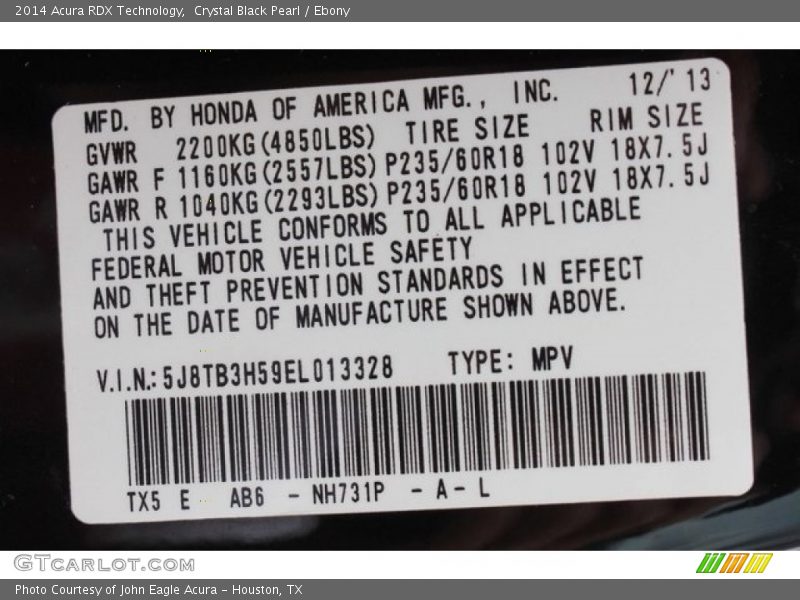 2014 Acura RDX Technology,  Crystal Black Pearl / Ebony
MFD. BY HONDA OF AMERICA MFG., INC. 12/'13
GVWR 2200KG(4850LBS) TIRE SIZE RIM SIZE
GAWR F 1160KG(2557LBS) P235/60R18 102V 18X7.5J
GAWR R 1040KG(2293LBS) P235/60R18 102V 18X7.5J
THIS VEHICLE CONFORMS TO ALL APPLICABLE
FEDERAL MOTOR VEHICLE SAFETY
AND THEFT PREVENTION STANDARDS IN EFFECT
ON THE DATE OF MANUFACTURE SHOWN ABOVE.
V.I.N.: 5J8TB3H59EL013328 TYPE: MPV
TX5 E AB6 - NH731P - A - L
GTCARLOT.COM
Photo Courtesy of John Eagle Acura - Houston, TX